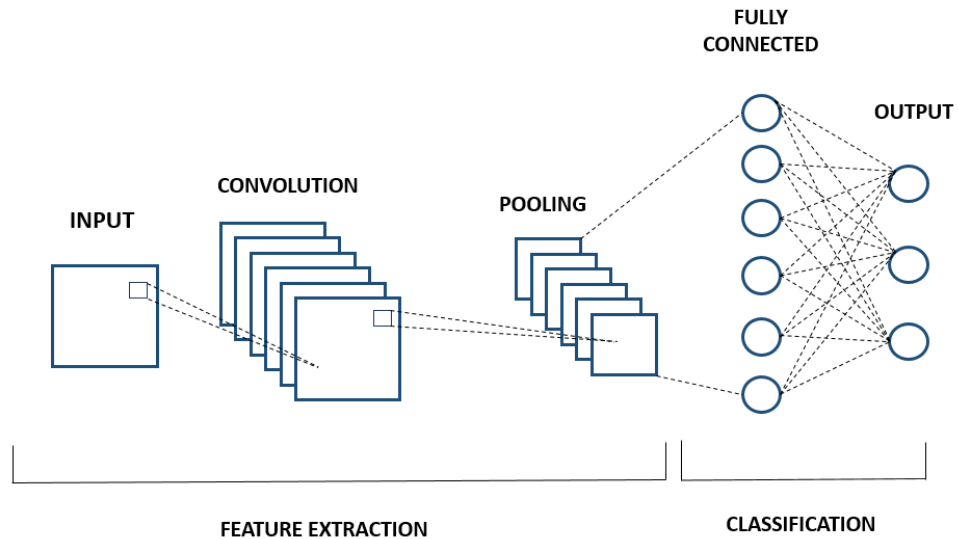 FULLY
CONNECTED
OUTPUT
CONVOLUTION
POOLING
INPUT
FEATURE EXTRACTION
CLASSIFICATION